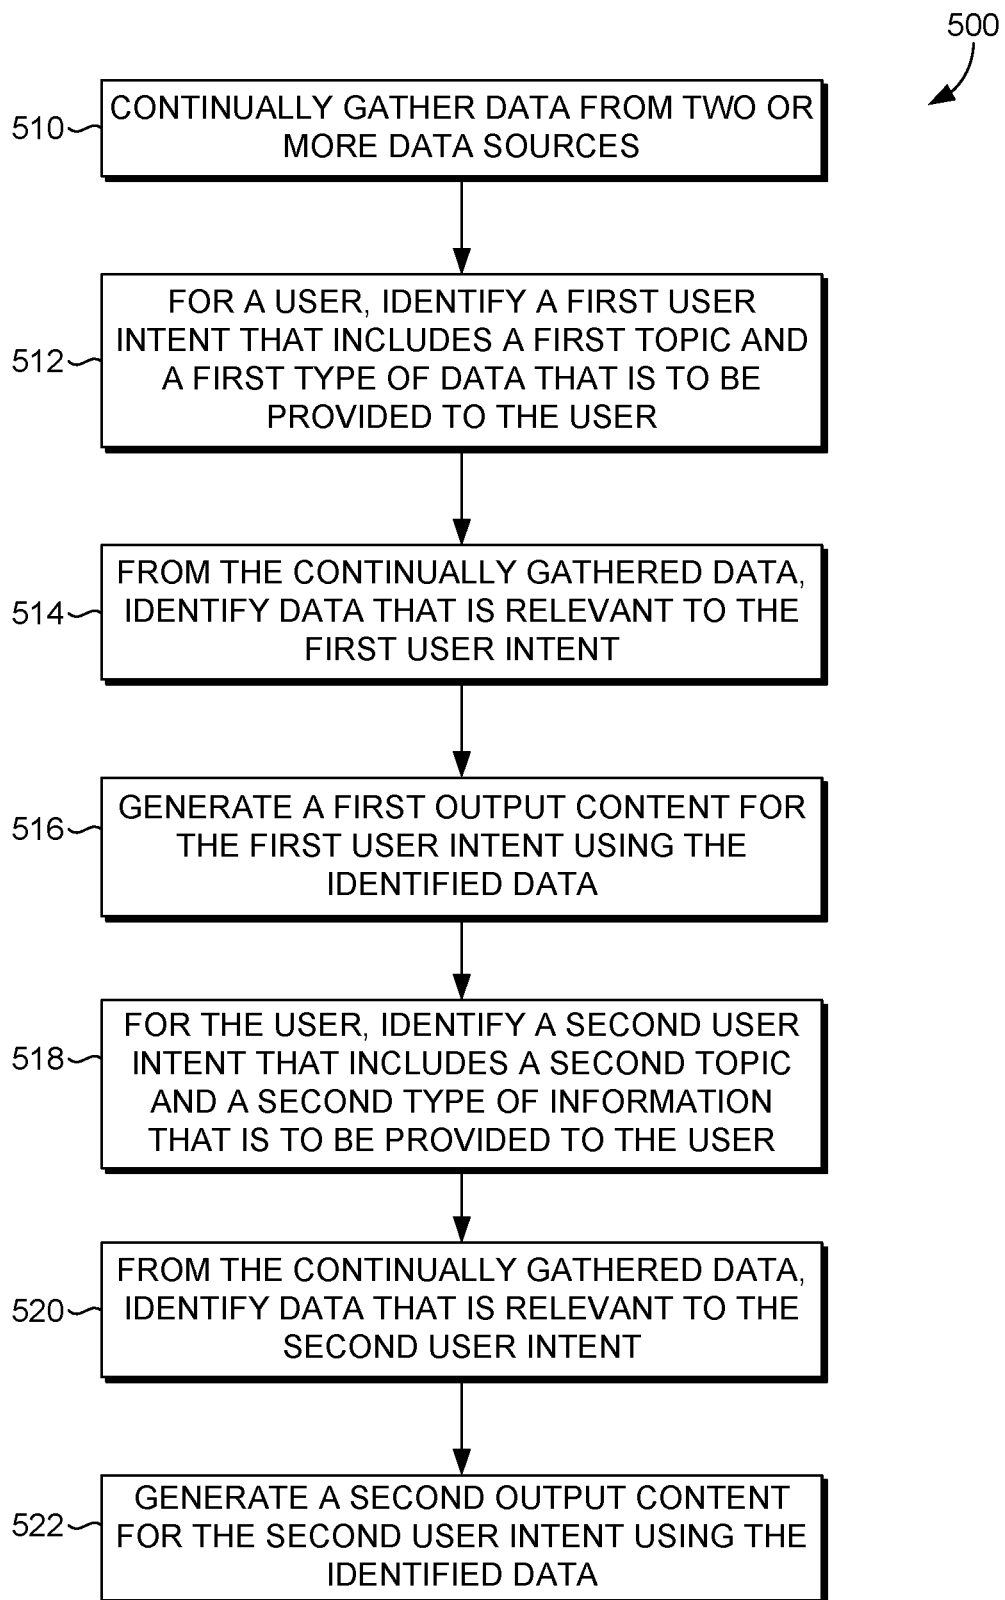 500
510
CONTINUALLY GATHER DATA FROM TWO OR
MORE DATA SOURCES
512
FOR A USER, IDENTIFY A FIRST USER
INTENT THAT INCLUDES A FIRST TOPIC AND
A FIRST TYPE OF DATA THAT IS TO BE
PROVIDED TO THE USER
514
FROM THE CONTINUALLY GATHERED DATA,
IDENTIFY DATA THAT IS RELEVANT TO THE
FIRST USER INTENT
516
GENERATE A FIRST OUTPUT CONTENT FOR
THE FIRST USER INTENT USING THE
IDENTIFIED DATA
518
FOR THE USER, IDENTIFY A SECOND USER
INTENT THAT INCLUDES A SECOND TOPIC
AND A SECOND TYPE OF INFORMATION
THAT IS TO BE PROVIDED TO THE USER
520
FROM THE CONTINUALLY GATHERED DATA,
IDENTIFY DATA THAT IS RELEVANT TO THE
SECOND USER INTENT
522
GENERATE A SECOND OUTPUT CONTENT
FOR THE SECOND USER INTENT USING THE
IDENTIFIED DATA